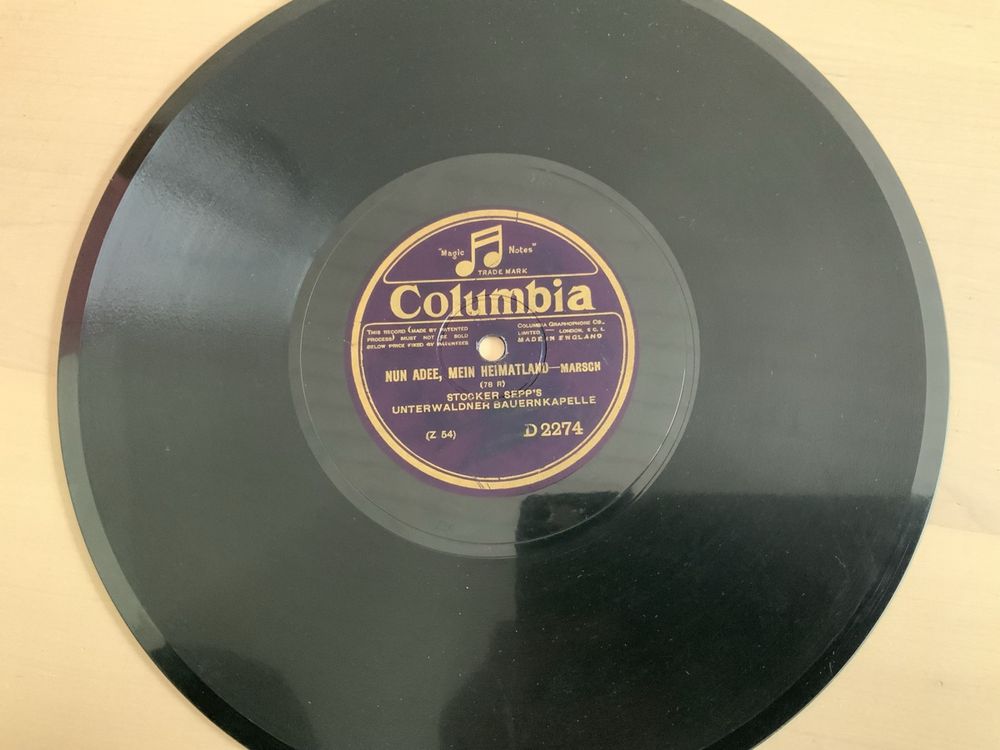 "Magic Notes"
TRADE MARK
Columbia
THIS RECORD (MADE BY PATENTED
PROCESS) MUST NOT BE SOLD
BELOW PRICE FIXED BY PATENTEES
COLUMBIA GRAPHOPHONE CO.,
LIMITED — LONDON, E C 1.
MADE IN ENGLAND
NUN ADEE, MEIN HEIMATLAND—MARSCH
(78 R)
STOCKER SEPP'S
UNTERWALDNER BAUERNKAPELLE
(Z 54)
D 2274